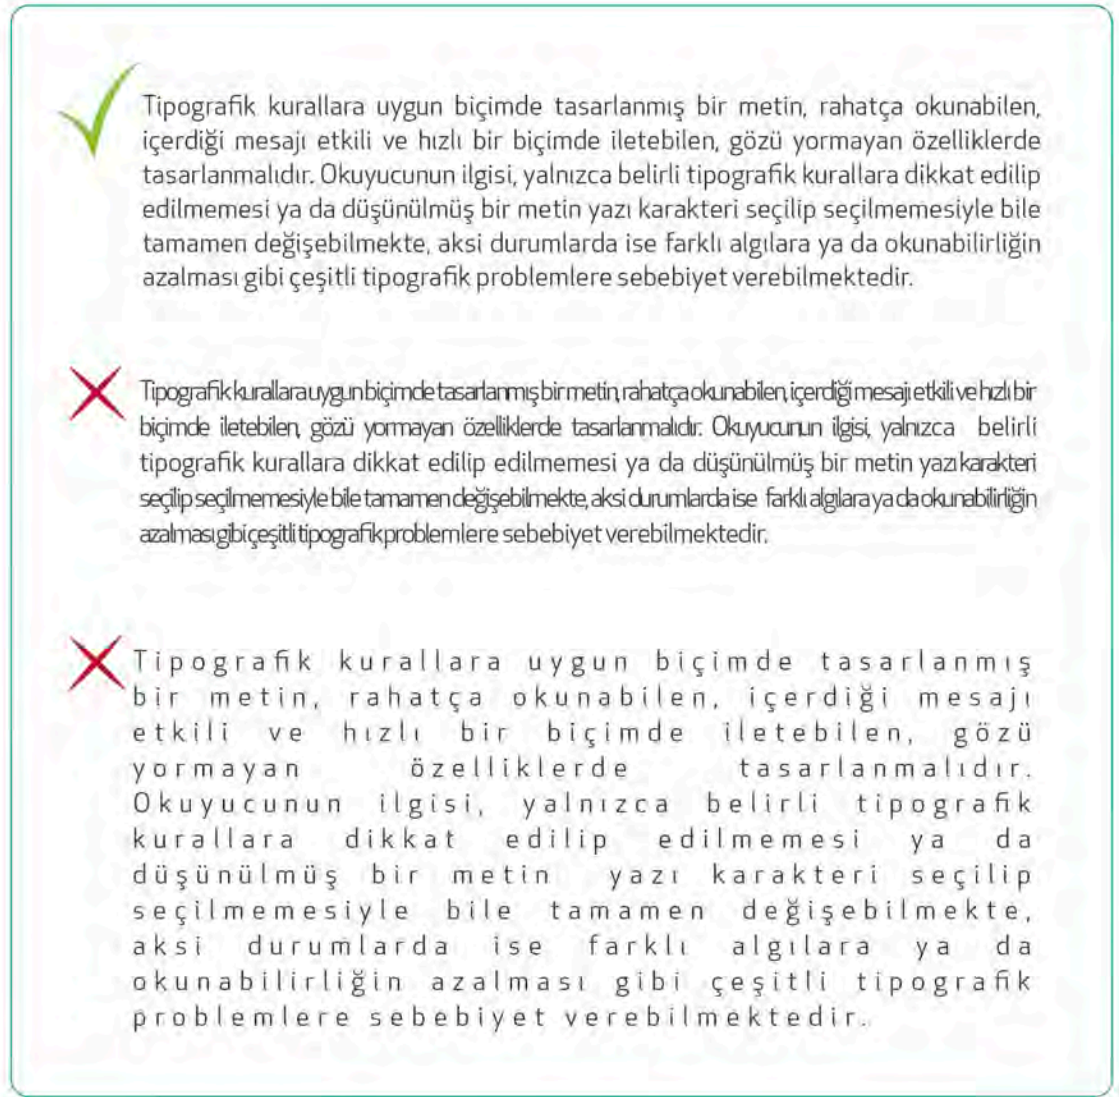 Tipografik kurallara uygun biçimde tasarlanmış bir metin, rahatça okunabilen,
içerdiği mesajı etkili ve hızlı bir biçimde iletebilen, gözü yormayan özelliklerde
tasarlanmalıdır. Okuyucunun ilgisi, yalnızca belirli tipografik kurallara dikkat edilip
edilmemesi ya da düşünülmüş bir metin yazı karakteri seçilip seçilmemesiyle bile
tamamen değişebilmekte, aksi durumlarda ise farklı algılara ya da okunabilirliğin
azalması gibi çeşitli tipografik problemlere sebebiyet verebilmektedir.
Tipografik kurallara uygun biçimde tasarlanmış bir metin, rahatça okunabilen, içerdiği mesajı etkili ve hızlı bir
biçimde iletebilen, gözü yormayan özelliklerde tasarlanmalıdır. Okuyucunun ilgisi, yalnızca belirli
tipografik kurallara dikkat edilip edilmemesi ya da düşünülmüş bir metin yazı karakteri
seçilip seçilmemesiyle bile tamamen değişebilmekte, aksi durumlarda ise farklı algılara ya da okunabilirliğin
azalması gibi çeşitli tipografik problemlere sebebiyet verebilmektedir.
Tipografik kurallara uygun biçimde tasarlanmış
bir metin, rahatça okunabilen, içerdiği mesajı
etkili ve hızlı bir biçimde iletebilen, gözü
yormayan özelliklerde tasarlanmalıdır.
Okuyucunun ilgisi, yalnızca belirli tipografik
kurallara dikkat edilip edilmemesi ya da
düşünülmüş bir metin yazı karakteri seçilip
seçilmemesiyle bile tamamen değişebilmekte,
aksi durumlarda ise farklı algılara ya da
okunabilirliğin azalması gibi çeşitli tipografik
problemlere sebebiyet verebilmektedir.